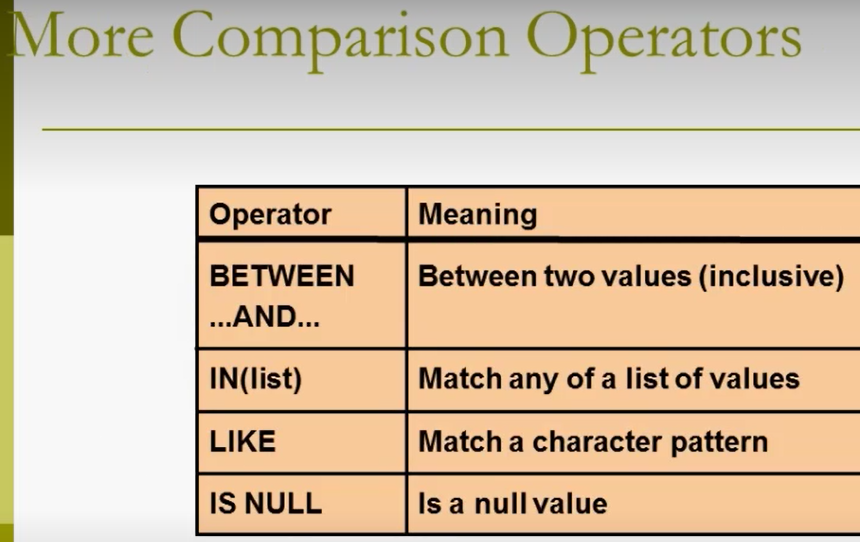 More Comparison Operators
Operator Meaning
BETWEEN Between two values (inclusive)
...AND...
IN(list) Match any of a list of values
LIKE Match a character pattern
IS NULL Is a null value